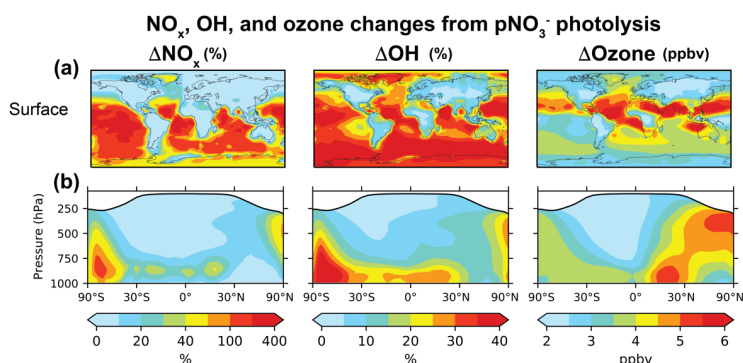 NOx, OH, and ozone changes from pNO3- photolysis
ΔNOx (%) ΔOH (%) ΔOzone (ppbv)
(a)
Surface
(b)
Pressure (hPa)
250
500
750
1000
90°S 30°S 0° 30°N 90°N 90°S 30°S 0° 30°N 90°N 90°S 30°S 0° 30°N 90°N
0 20 40 100 400 0 10 20 30 40 2 3 4 5 6
% % ppbv